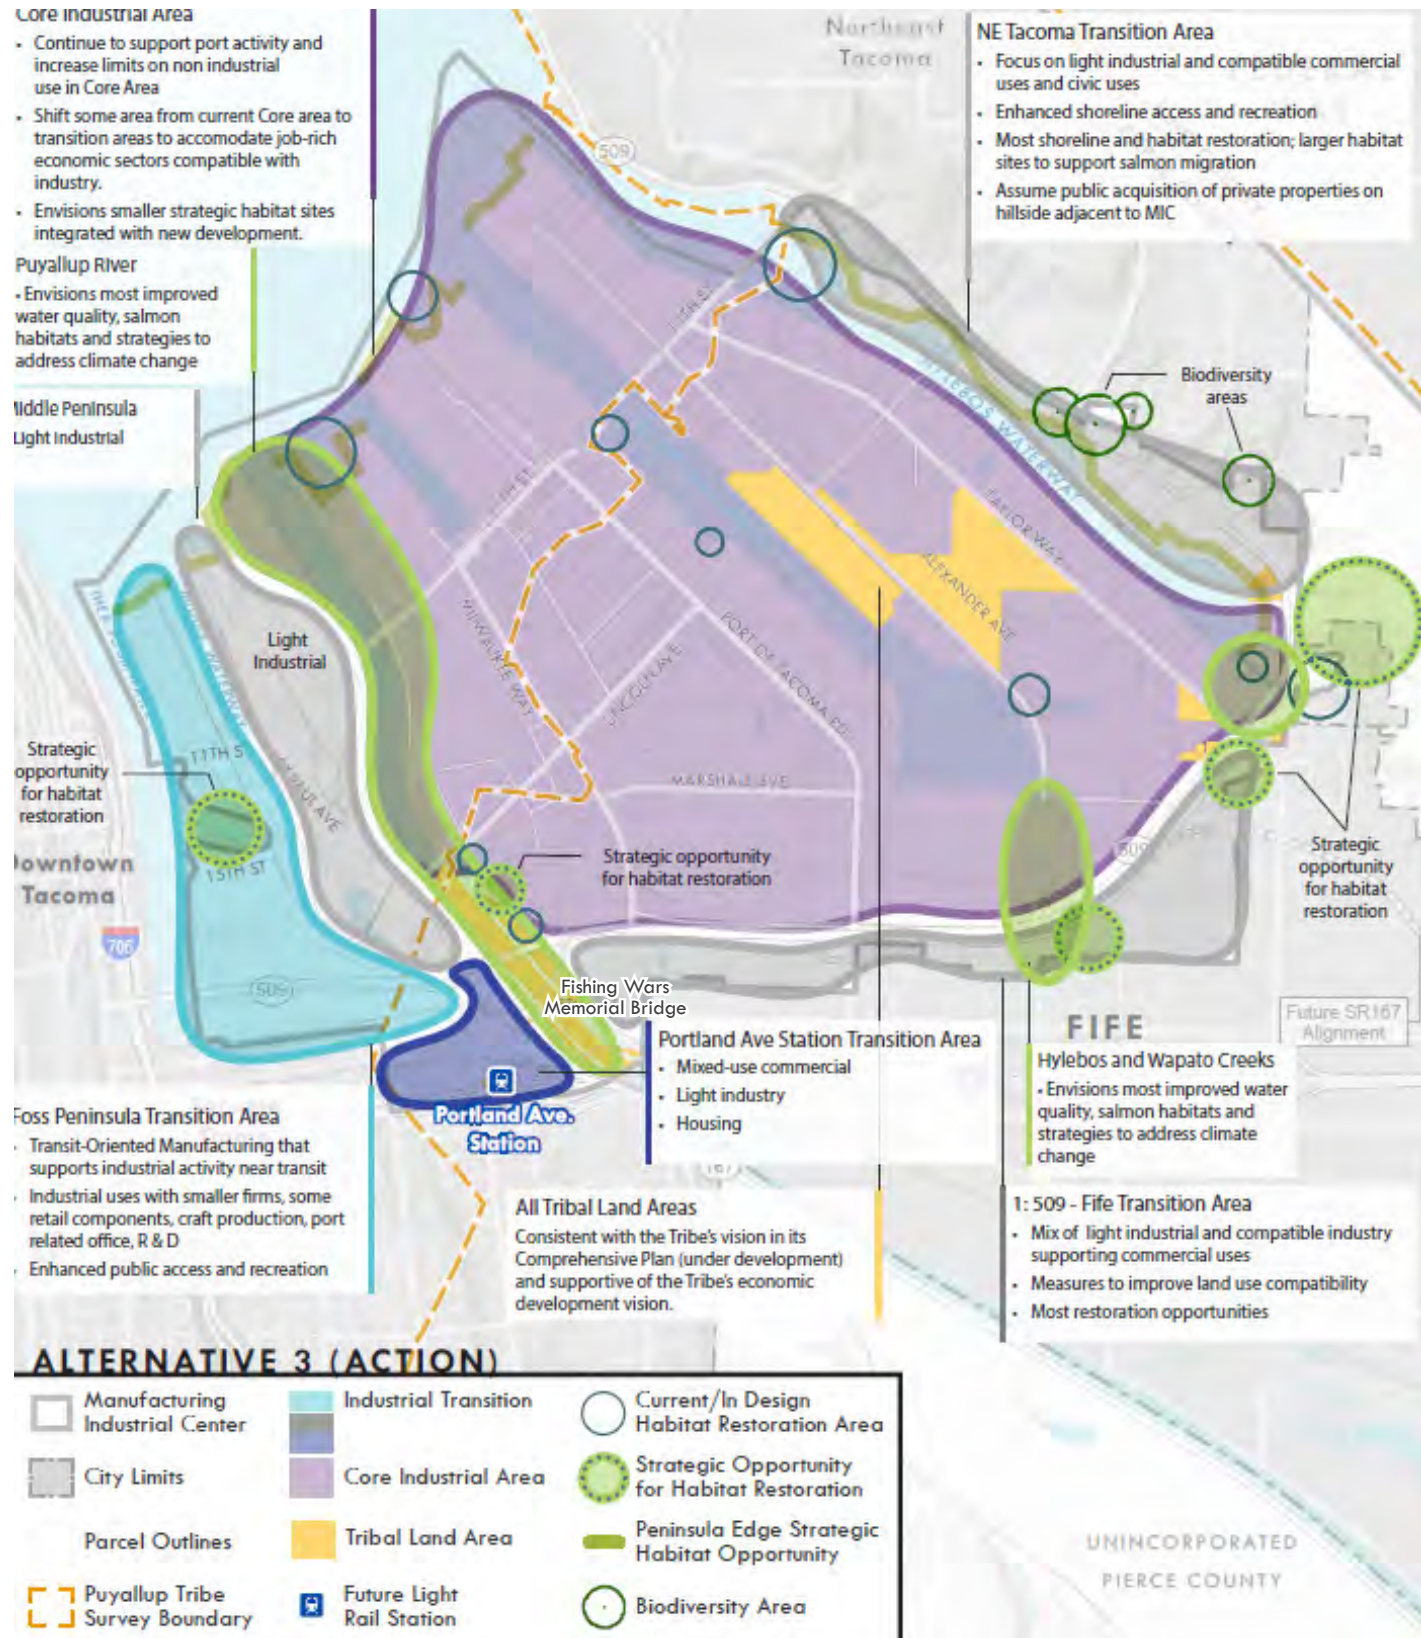 Core Industrial Area
• Continue to support port activity and
increase limits on non industrial
use in Core Area
• Shift some area from current Core area to
transition areas to accomodate job-rich
economic sectors compatible with
industry.
• Envisions smaller strategic habitat sites
integrated with new development.
Puyallup River
• Envisions most improved
water quality, salmon
habitats and strategies to
address climate change
Middle Peninsula
Light Industrial
Northeast
Tacoma
NE Tacoma Transition Area
• Focus on light industrial and compatible commercial
uses and civic uses
• Enhanced shoreline access and recreation
• Most shoreline and habitat restoration; larger habitat
sites to support salmon migration
• Assume public acquisition of private properties on
hillside adjacent to MIC
509
11TH ST
Biodiversity
areas
HYLEBOS WATERWAY
TAYLOR WAY
ALEXANDER AVE
11TH ST
MILWAUKEE WAY
LINCOLN AVE
PORT OF TACOMA RD
MARSHALL AVE
Light
Industrial
WATERWAY
11TH S
15TH ST
Strategic
opportunity
for habitat
restoration
Downtown
Tacoma
705
509
Strategic opportunity
for habitat restoration
509
Strategic
opportunity
for habitat
restoration
Fishing Wars
Memorial Bridge
FIFE
Future SR167
Alignment
Portland Ave.
Station
Portland Ave Station Transition Area
• Mixed-use commercial
• Light industry
• Housing
167
Hylebos and Wapato Creeks
• Envisions most improved water
quality, salmon habitats and
strategies to address climate
change
Foss Peninsula Transition Area
• Transit-Oriented Manufacturing that
supports industrial activity near transit
• Industrial uses with smaller firms, some
retail components, craft production, port
related office, R & D
• Enhanced public access and recreation
All Tribal Land Areas
Consistent with the Tribe's vision in its
Comprehensive Plan (under development)
and supportive of the Tribe's economic
development vision.
1: 509 - Fife Transition Area
• Mix of light industrial and compatible industry
supporting commercial uses
• Measures to improve land use compatibility
• Most restoration opportunities
ALTERNATIVE 3 (ACTION)
Manufacturing
Industrial Center
City Limits
Parcel Outlines
Puyallup Tribe
Survey Boundary
Industrial Transition
Core Industrial Area
Tribal Land Area
Future Light
Rail Station
Current/In Design
Habitat Restoration Area
Strategic Opportunity
for Habitat Restoration
Peninsula Edge Strategic
Habitat Opportunity
Biodiversity Area
UNINCORPORATED
PIERCE COUNTY